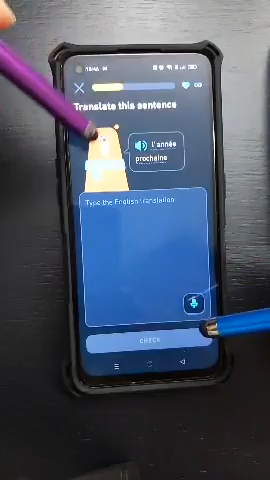 Translate this sentence
l'année
prochaine
Type the English translation
CHECK